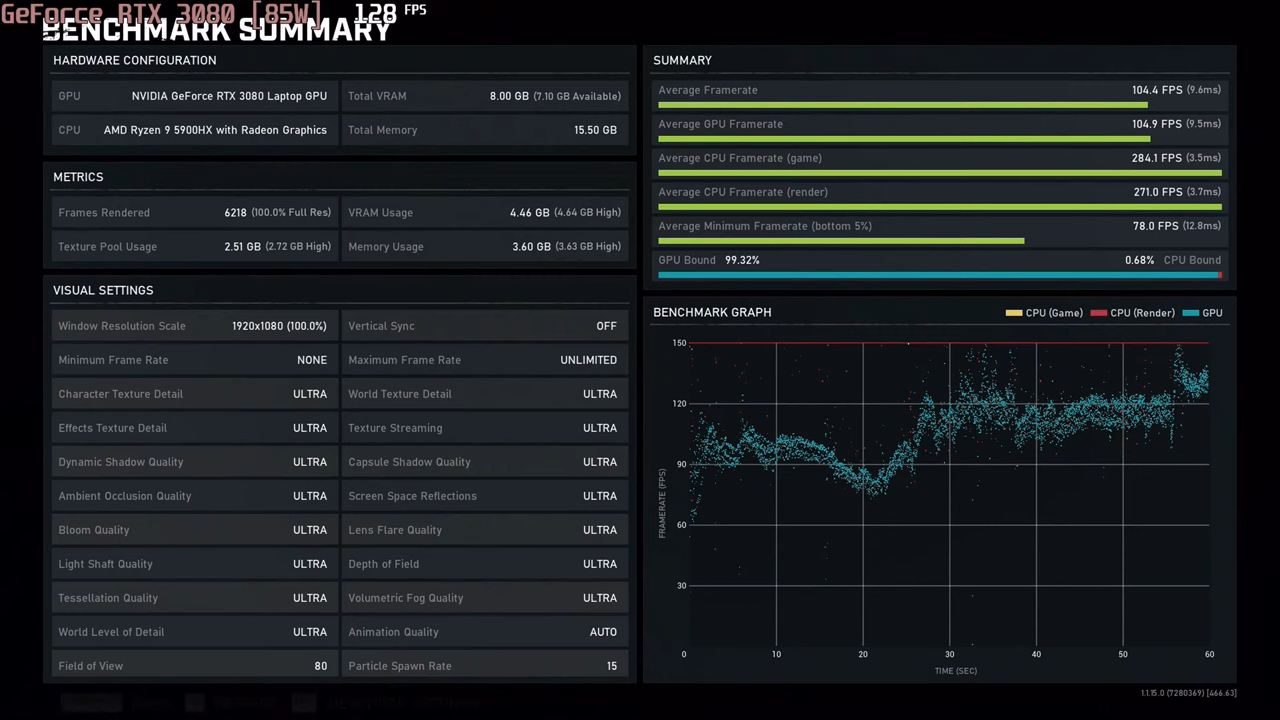 GeForce RTX 3080 [85W] 128 FPS
BENCHMARK SUMMARY
HARDWARE CONFIGURATION
GPU NVIDIA GeForce RTX 3080 Laptop GPU Total VRAM 8.00 GB (7.10 GB Available)
CPU AMD Ryzen 9 5900HX with Radeon Graphics Total Memory 15.50 GB
METRICS
Frames Rendered 6218 (100.0% Full Res) VRAM Usage 4.46 GB (4.64 GB High)
Texture Pool Usage 2.51 GB (2.72 GB High) Memory Usage 3.60 GB (3.63 GB High)
VISUAL SETTINGS
Window Resolution Scale 1920x1080 (100.0%) Vertical Sync OFF
Minimum Frame Rate NONE Maximum Frame Rate UNLIMITED
Character Texture Detail ULTRA World Texture Detail ULTRA
Effects Texture Detail ULTRA Texture Streaming ULTRA
Dynamic Shadow Quality ULTRA Capsule Shadow Quality ULTRA
Ambient Occlusion Quality ULTRA Screen Space Reflections ULTRA
Bloom Quality ULTRA Lens Flare Quality ULTRA
Light Shaft Quality ULTRA Depth of Field ULTRA
Tessellation Quality ULTRA Volumetric Fog Quality ULTRA
World Level of Detail ULTRA Animation Quality AUTO
Field of View 80 Particle Spawn Rate 15
SUMMARY
Average Framerate 104.4 FPS (9.6ms)
Average GPU Framerate 104.9 FPS (9.5ms)
Average CPU Framerate (game) 284.1 FPS (3.5ms)
Average CPU Framerate (render) 271.0 FPS (3.7ms)
Average Minimum Framerate (bottom 5%) 78.0 FPS (12.8ms)
GPU Bound 99.32% 0.68% CPU Bound
BENCHMARK GRAPH CPU (Game) CPU (Render) GPU
150
120
90
60
30
FRAMERATE (FPS)
0 10 20 30 40 50 60
TIME (SEC)
1.1.15.0 (7280369) [466.63]